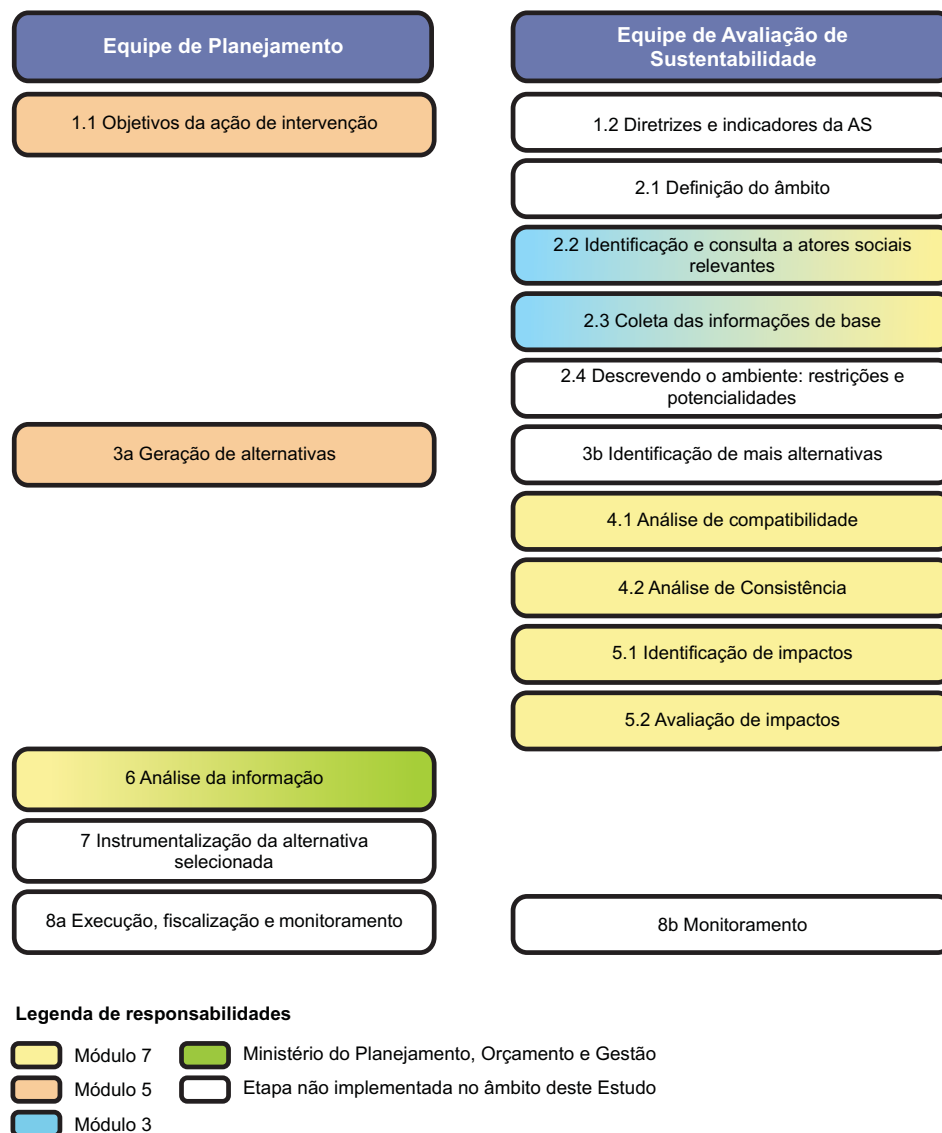 Equipe de Planejamento
Equipe de Avaliação de
Sustentabilidade
1.1 Objetivos da ação de intervenção
1.2 Diretrizes e indicadores da AS
2.1 Definição do âmbito
2.2 Identificação e consulta a atores sociais
relevantes
2.3 Coleta das informações de base
2.4 Descrevendo o ambiente: restrições e
potencialidades
3a Geração de alternativas
3b Identificação de mais alternativas
4.1 Análise de compatibilidade
4.2 Análise de Consistência
5.1 Identificação de impactos
5.2 Avaliação de impactos
6 Análise da informação
7 Instrumentalização da alternativa
selecionada
8a Execução, fiscalização e monitoramento
8b Monitoramento
Legenda de responsabilidades
Módulo 7
Ministério do Planejamento, Orçamento e Gestão
Módulo 5
Etapa não implementada no âmbito deste Estudo
Módulo 3